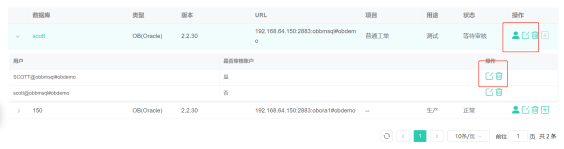 数据库 类型 版本 URL 项目 用途 状态 操作
scott OB(Oracle) 2.2.30 192.168.64.150:2883:obbmsql#obdemo 普通工单 测试 等待审核
用户 是否审核账户 操作
SCOTT@obbmsql#obdemo 是
scott@obbmsql#obdemo 否
150 OB(Oracle) 2.2.30 192.168.64.150:2883:obora1#obdemo -- 生产 正常
1 10条/页 前往 1 页 共2条